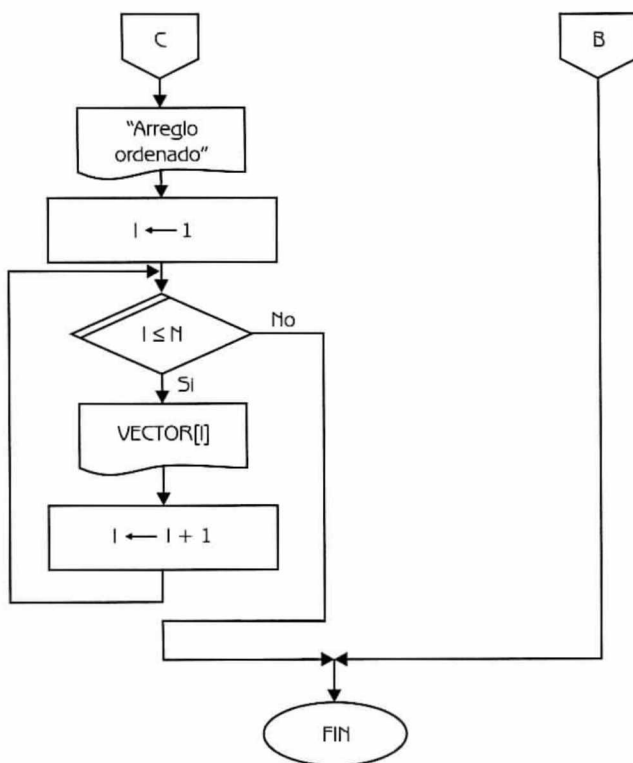 C
B
“Arreglo
ordenado”
I ← 1
I ≤ N
No
Si
VECTOR[I]
I ← I + 1
FIN